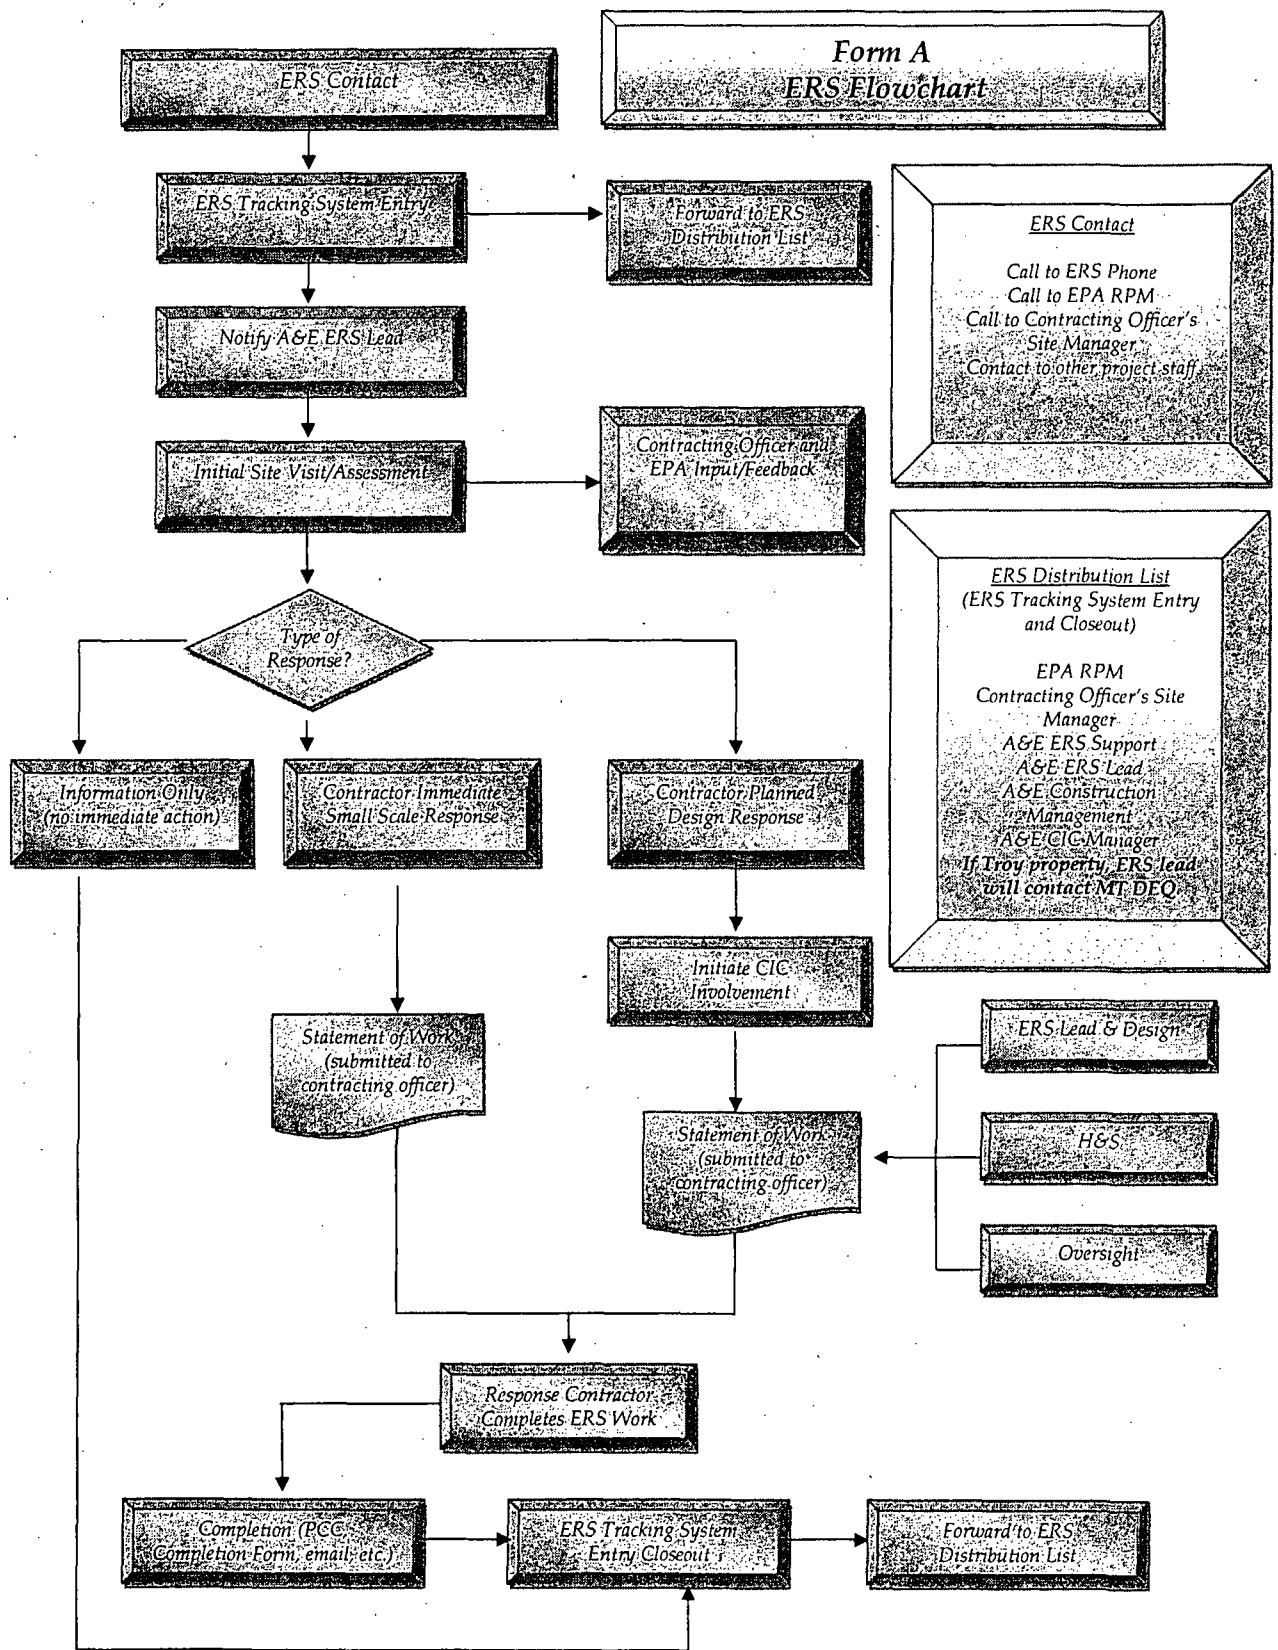 Form A
ERS Flowchart
ERS Contact
ERS Tracking System Entry
Forward to ERS
Distribution List
ERS Contact
Call to ERS Phone
Call to EPA RPM
Call to Contracting Officer's
Site Manager
Contact to other project staff
Notify A&E ERS Lead
Initial Site Visit/Assessment
Contracting Officer and
EPA Input/Feedback
ERS Distribution List
(ERS Tracking System Entry
and Closeout)
EPA RPM
Contracting Officer's Site
Manager
A&E ERS Support
A&E ERS Lead
A&E Construction
Management
A&E CIC Manager
If Troy property, ERS lead
will contact MT DEQ
Type of
Response?
Information Only
(no immediate action)
Contractor Immediate
Small Scale Response
Contractor Planned
Design Response
Initiate CIC
Involvement
Statement of Work
(submitted to
contracting officer)
Statement of Work
(submitted to
contracting officer)
ERS Lead & Design
H&S
Oversight
Response Contractor
Completes ERS Work
Completion (PCC,
Completion Form, email, etc.)
ERS Tracking System
Entry Closeout
Forward to ERS
Distribution List